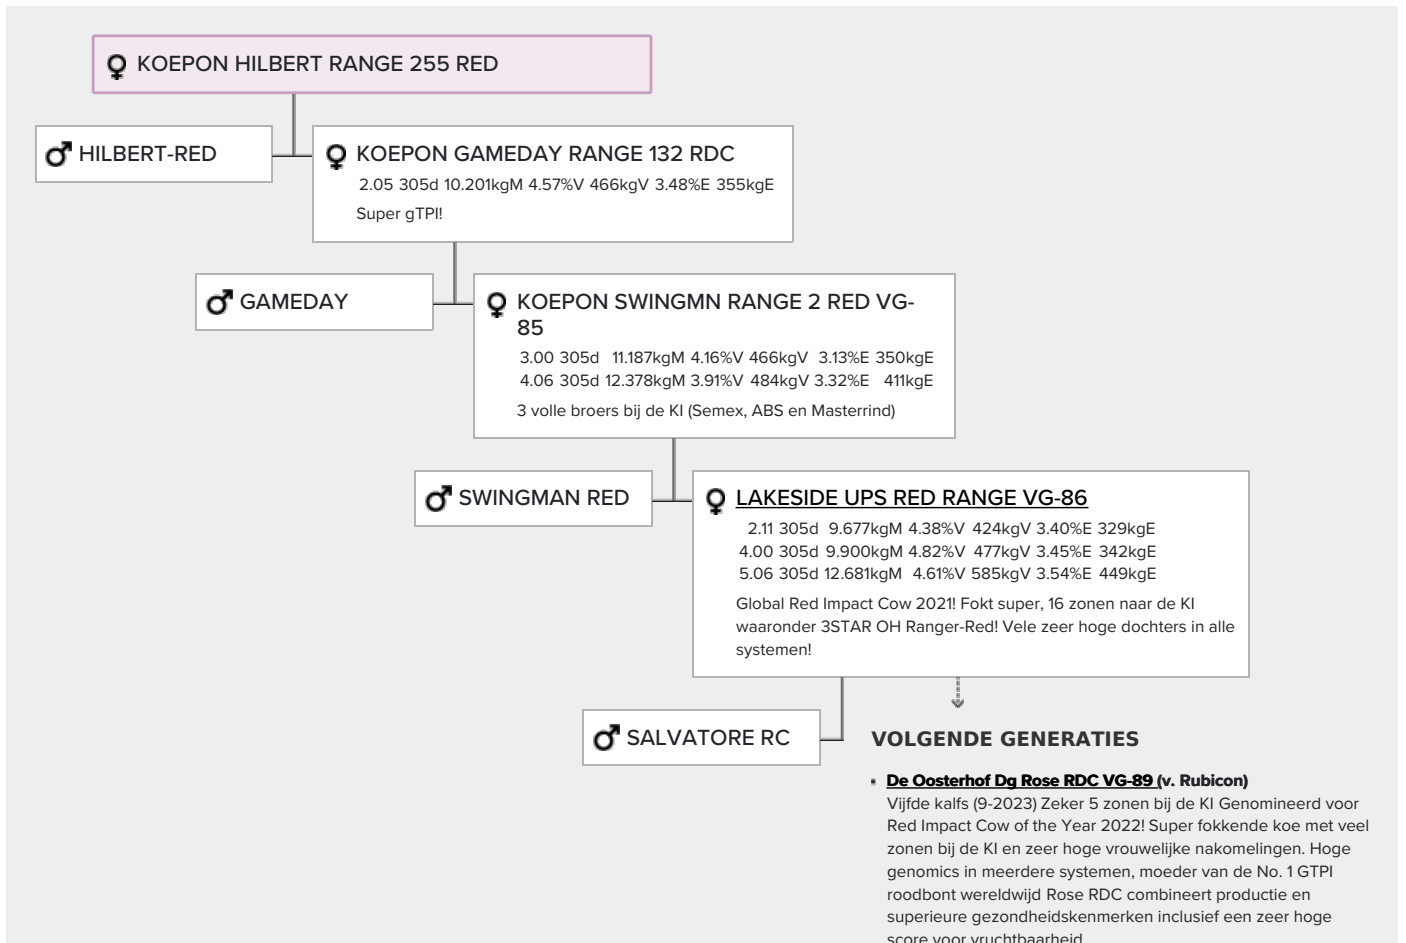 KOEPON HILBERT RANGE 255 RED
HILBERT-RED
KOEPON GAMEDAY RANGE 132 RDC
2.05 305d 10.201kgM 4.57%V 466kgV 3.48%E 355kgE
Super gTPI!
GAMEDAY
KOEPON SWINGMN RANGE 2 RED VG-
85
3.00 305d 11.187kgM 4.16%V 466kgV 3.13%E 350kgE
4.06 305d 12.378kgM 3.91%V 484kgV 3.32%E 411kgE
3 volle broers bij de KI (Semex, ABS en Masterrind)
SWINGMAN RED
LAKESIDE UPS RED RANGE VG-86
2.11 305d 9.677kgM 4.38%V 424kgV 3.40%E 329kgE
4.00 305d 9.900kgM 4.82%V 477kgV 3.45%E 342kgE
5.06 305d 12.681kgM 4.61%V 585kgV 3.54%E 449kgE
Global Red Impact Cow 2021! Fokt super, 16 zonen naar de KI
waaronder 3STAR OH Ranger-Red! Vele zeer hoge dochters in alle
systemen!
SALVATORE RC
VOLGENDE GENERATIES
De Oosterhof Dg Rose RDC VG-89 (v. Rubicon)
Vijfde kalfs (9-2023) Zeker 5 zonen bij de KI Genomineerd voor
Red Impact Cow of the Year 2022! Super fokkende koe met veel
zonen bij de KI en zeer hoge vrouwelijke nakomelingen. Hoge
genomics in meerdere systemen, moeder van de No. 1 GTPI
roodbont wereldwijd Rose RDC combineert productie en
superieure gezondheidskenmerken inclusief een zeer hoge
score voor vruchtbaarheid